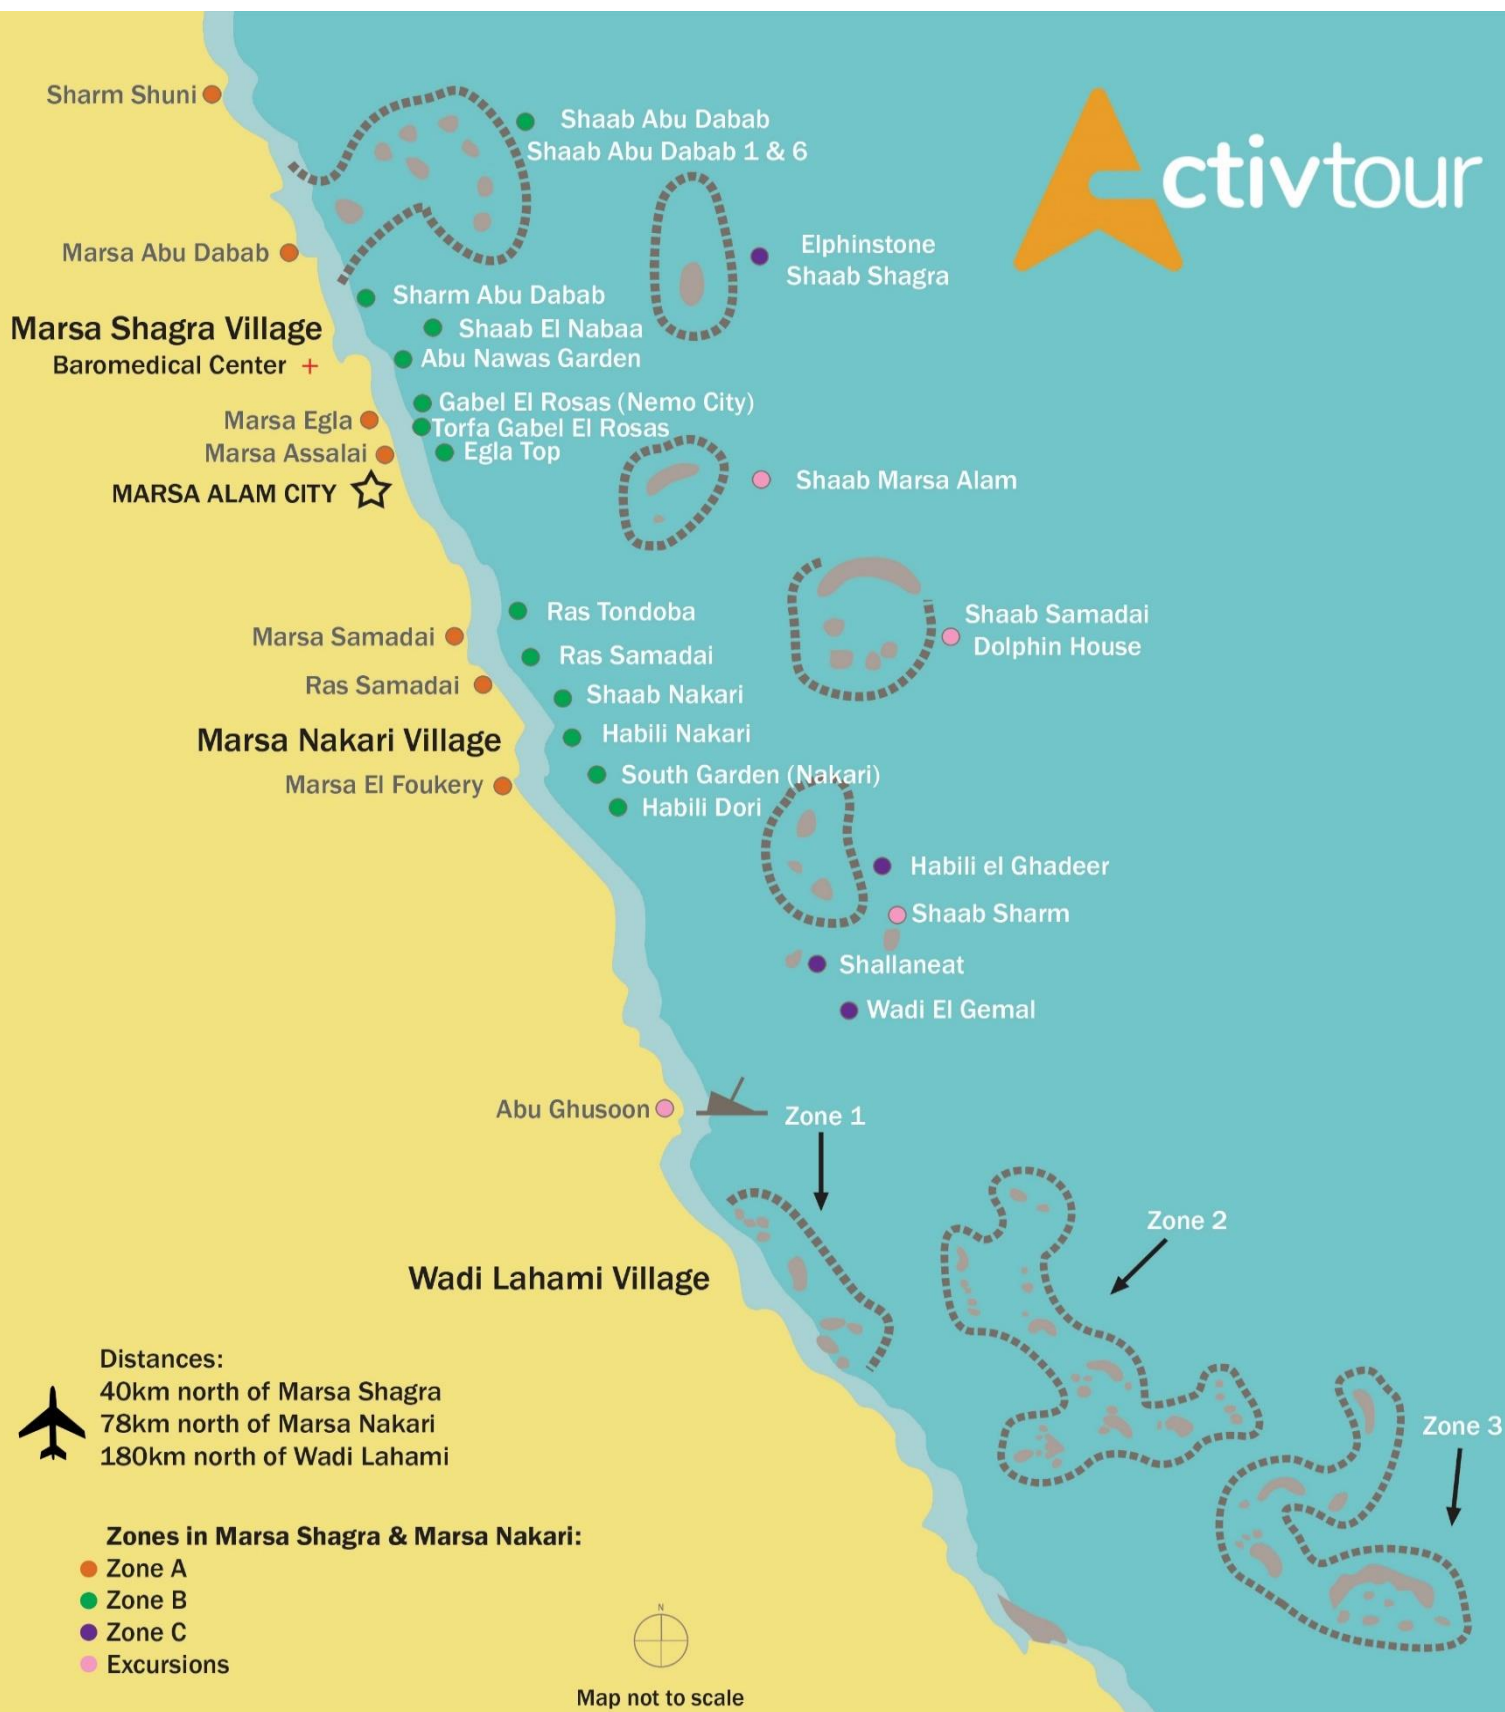 Sharm Shuni
Shaab Abu Dabab
Shaab Abu Dabab 1 & 6
Activtour
Marsa Abu Dabab
Elphinstone
Shaab Shagra
Sharm Abu Dabab
Marsa Shagra Village
Shaab El Nabaa
Baromedical Center +
Abu Nawas Garden
Gabel El Rosas (Nemo City)
Marsa Egla
Torfa Gabel El Rosas
Marsa Assalai
Egla Top
MARSA ALAM CITY
Shaab Marsa Alam
Ras Tondoba
Shaab Samadai
Dolphin House
Marsa Samadai
Ras Samadai
Ras Samadai
Shaab Nakari
Marsa Nakari Village
Habili Nakari
South Garden (Nakari)
Marsa El Foukery
Habili Dori
Habili el Ghadeer
Shaab Sharm
Shallaneat
Wadi El Gemal
Abu Ghusoon
Zone 1
Zone 2
Wadi Lahami Village
Zone 3
Distances:
40km north of Marsa Shagra
78km north of Marsa Nakari
180km north of Wadi Lahami
Zones in Marsa Shagra & Marsa Nakari:
Zone A
Zone B
Zone C
Excursions
N
Map not to scale